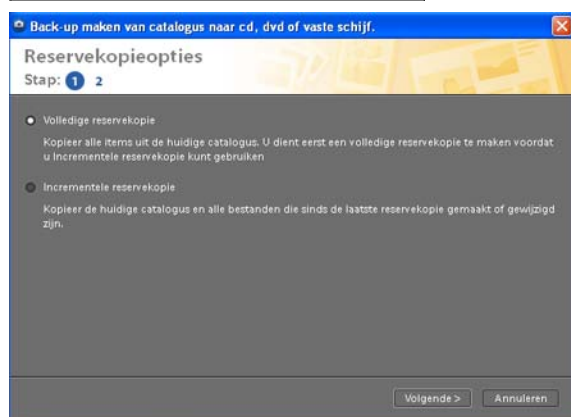 Back-up maken van catalogus naar cd, dvd of vaste schijf.
Reservekopieopties
Stap: 1 2
Volledige reservekopie
Kopieer alle items uit de huidige catalogus. U dient eerst een volledige reservekopie te maken voordat
u Incrementele reservekopie kunt gebruiken
Incrementele reservekopie
Kopieer de huidige catalogus en alle bestanden die sinds de laatste reservekopie gemaakt of gewijzigd
zijn.
Volgende > Annuleren